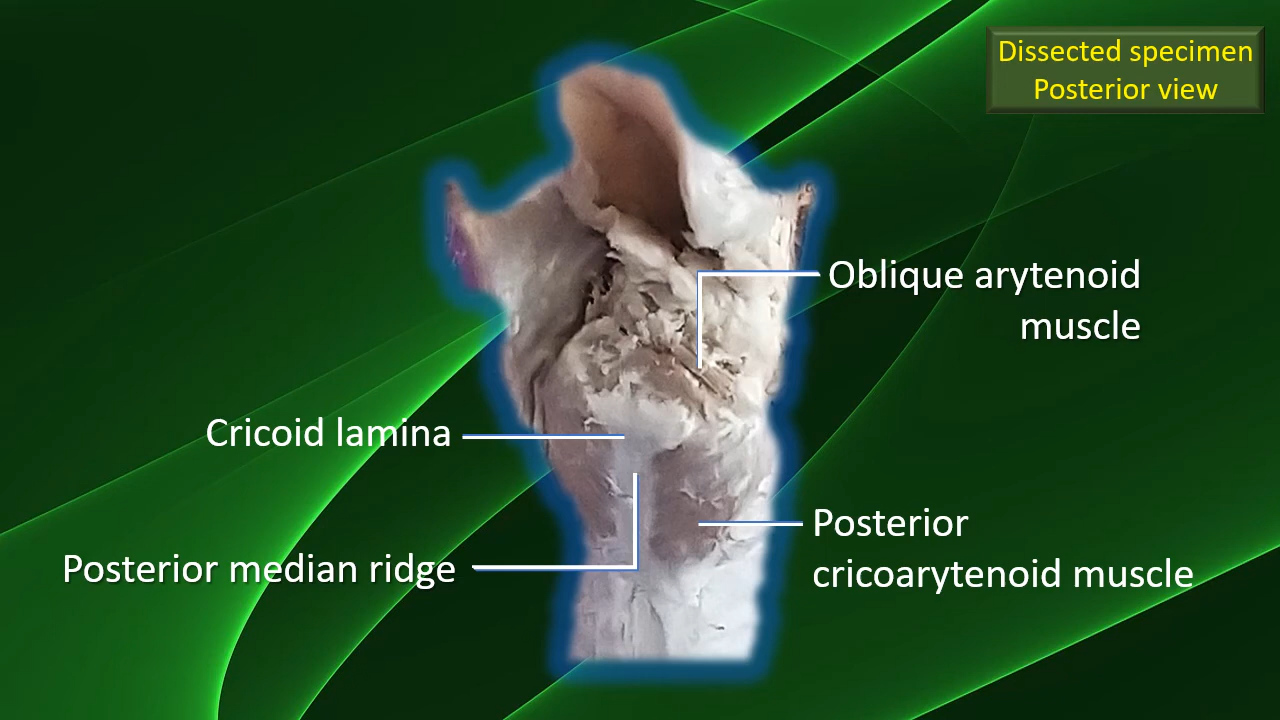 Dissected specimen
Posterior view
Oblique arytenoid
muscle
Cricoid lamina
Posterior
cricoarytenoid muscle
Posterior median ridge